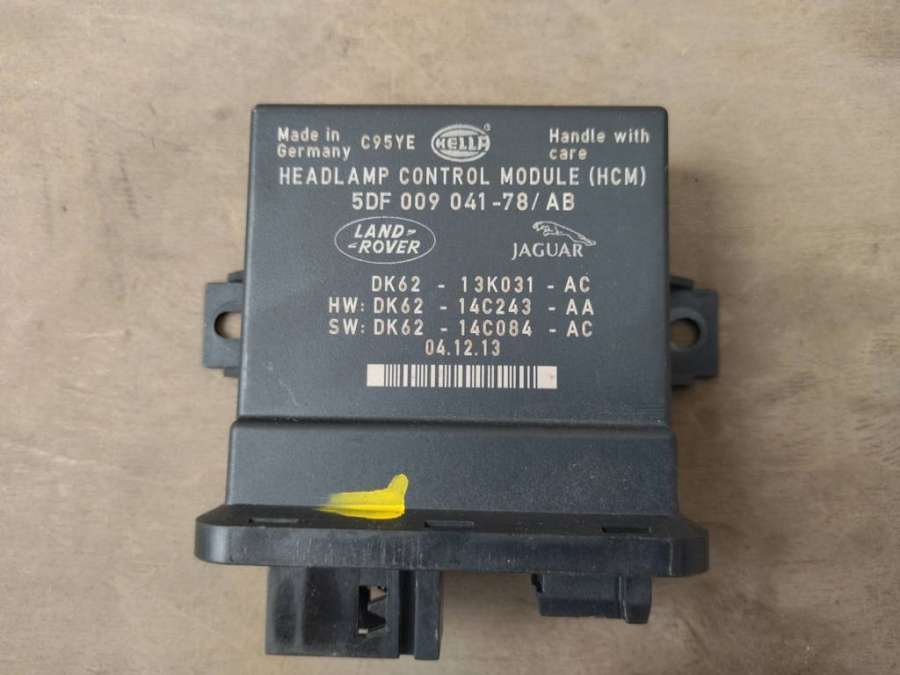 Made in
Germany
C95YE
HELLA
®
Handle with
care
HEADLAMP CONTROL MODULE (HCM)
5DF 009 041-78/AB
LAND-
-ROVER
JAGUAR
DK62 - 13K031 - AC
HW: DK62 - 14C243 - AA
SW: DK62 - 14C084 - AC
04.12.13